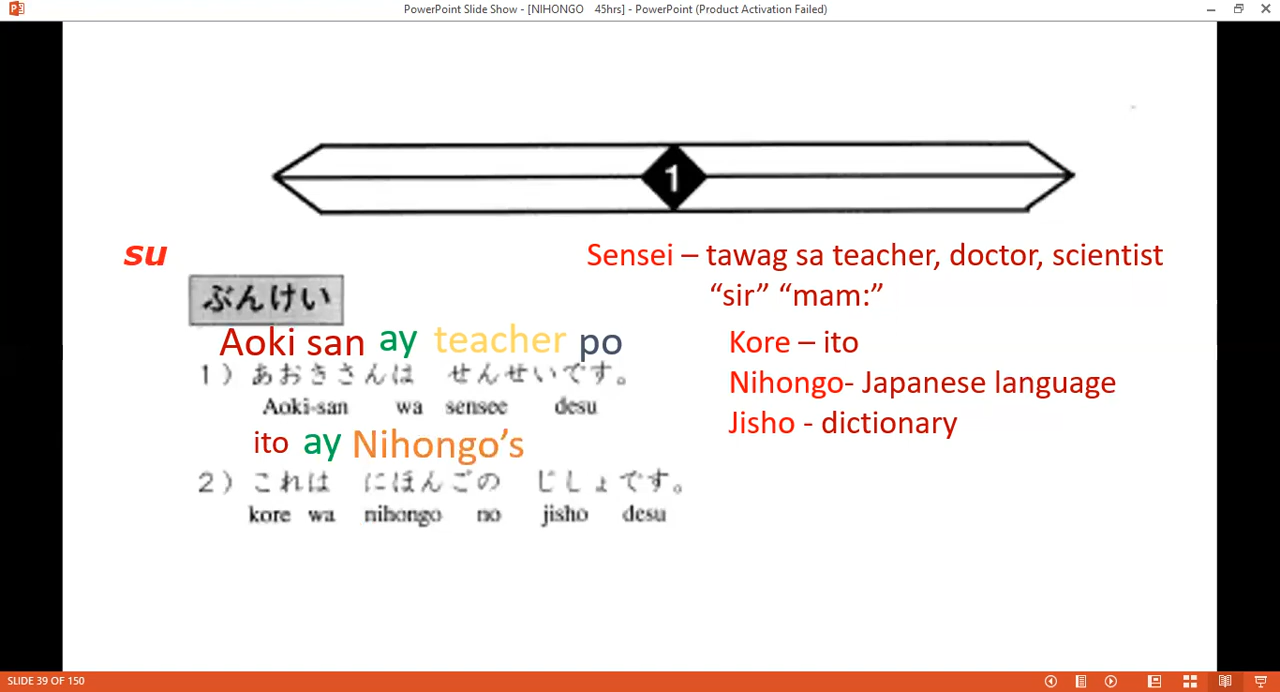 PowerPoint Slide Show - [NIHONGO 45hrs] - PowerPoint (Product Activation Failed)
1
su
Sensei – tawag sa teacher, doctor, scientist
“sir” “mam:”
ぶんけい
Aoki san ay teacher po
1) あおきさんは せんせいです。
Aoki-san wa sensee desu
Kore – ito
Nihongo- Japanese language
Jisho - dictionary
ito ay Nihongo’s
2) これは にほんごの じしょです。
kore wa nihongo no jisho desu
SLIDE 39 OF 150